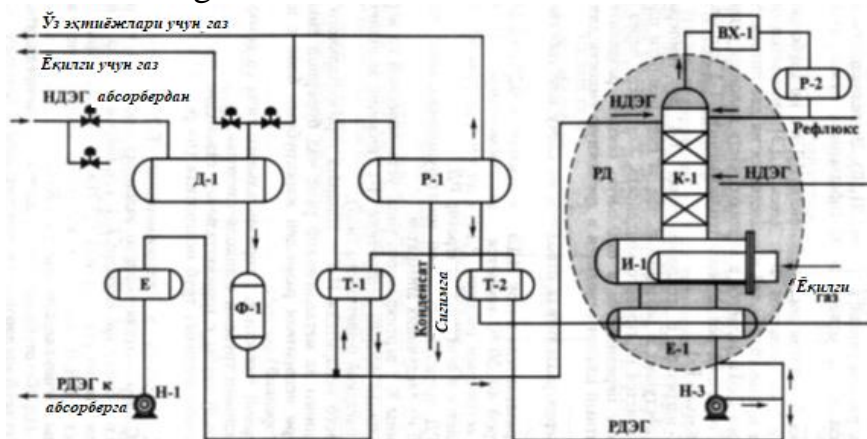 Ўз эҳтиёжлари учун газ
Ёқилғи учун газ
НДЭГ абсорбердан
ВХ-1
Р-2
НДЭГ
Рефлюкс
Д-1
Р-1
РД
К-1
НДЭГ
И-1
Ёқилғи
газ
Е
Ф-1
Т-1
Т-2
Конденсат
Сиғимга
Е-1
РДЭГ к
абсорберга
Н-1
Н-3
РДЭГ